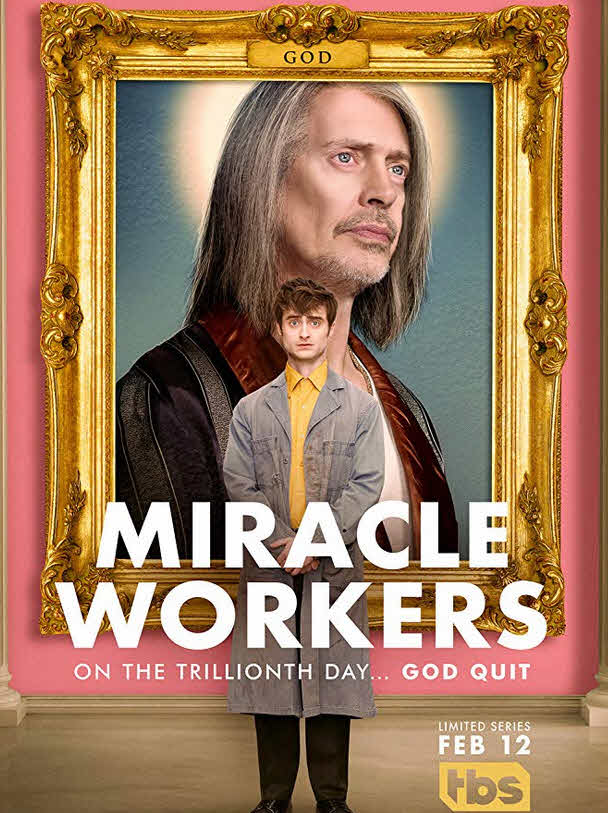 GOD
MIRACLE
WORKERS
ON THE TRILLIONTH DAY... GOD QUIT
LIMITED SERIES
FEB 12
tbs